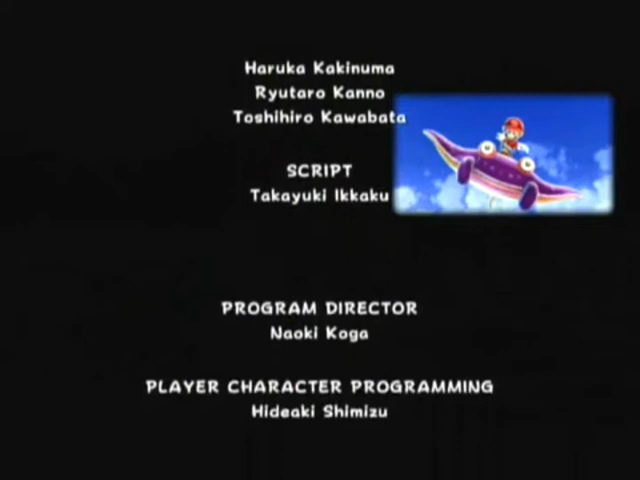 Haruka Kakinuma
Ryutaro Kanno
Toshihiro Kawabata
SCRIPT
Takayuki Ikkaku
PROGRAM DIRECTOR
Naoki Koga
PLAYER CHARACTER PROGRAMMING
Hideaki Shimizu